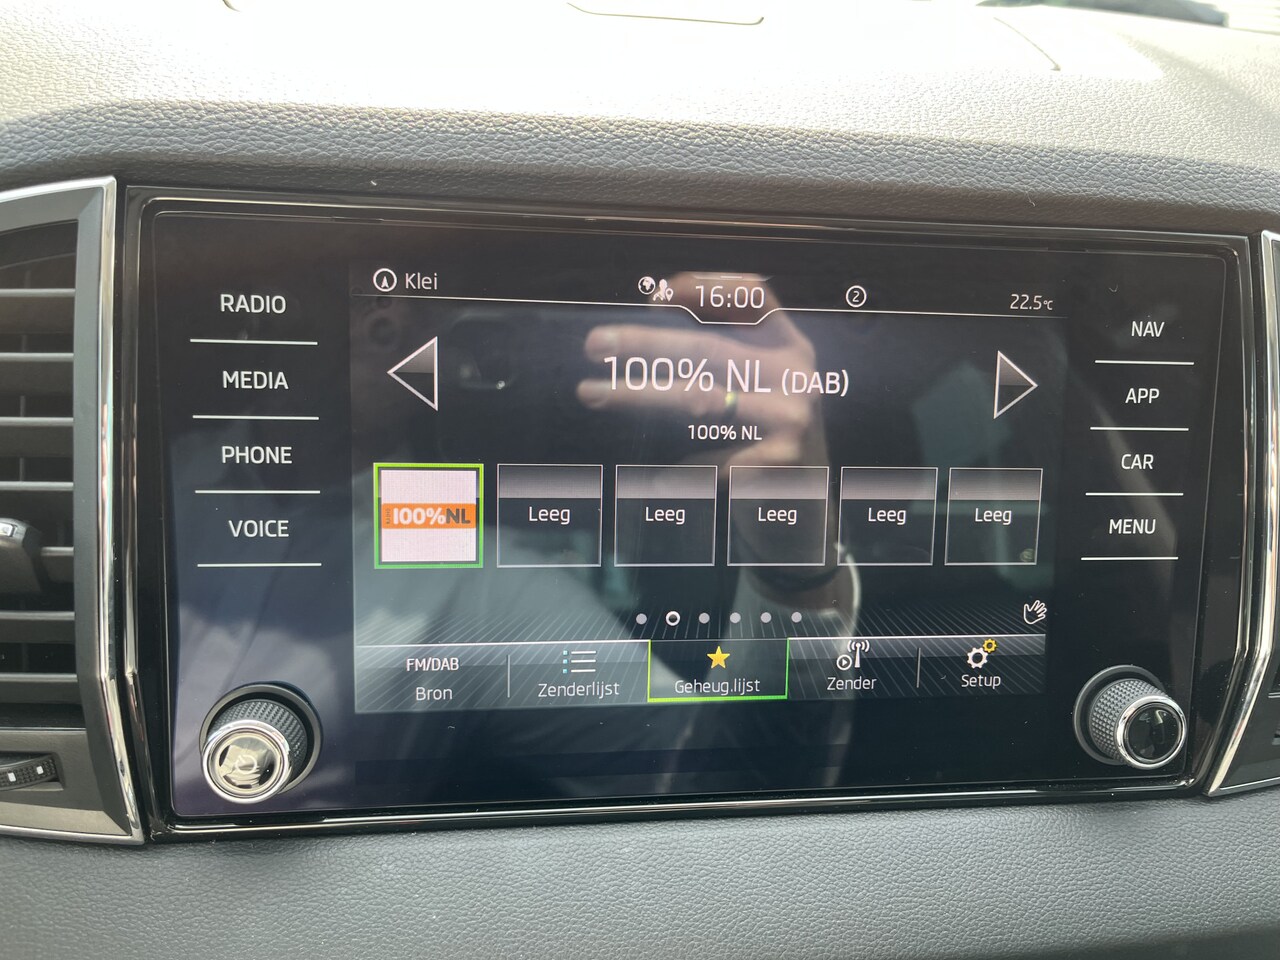 RADIO
MEDIA
PHONE
VOICE
Klei
16:00
2
22.5°C
100% NL (DAB)
100% NL
100%NL
Leeg
Leeg
Leeg
Leeg
Leeg
FM/DAB
Bron
Zenderlijst
Geheug.lijst
Zender
Setup
NAV
APP
CAR
MENU